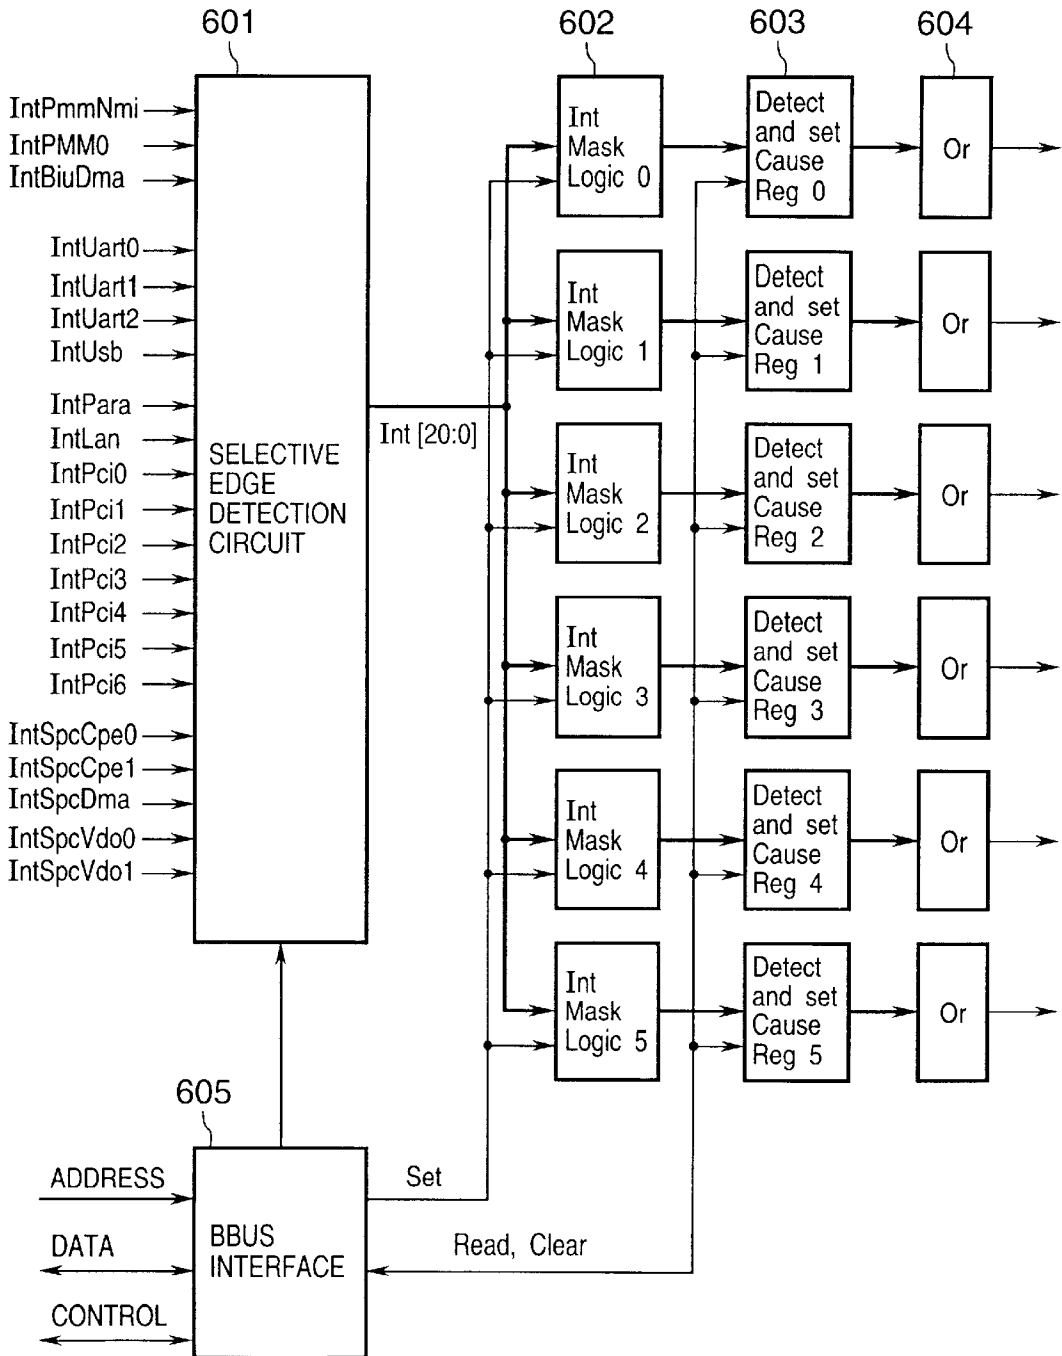 601
602
603
604
IntPmmNmi
IntPMM0
IntBiuDma
IntUart0
IntUart1
IntUart2
IntUsb
IntPara
IntLan
IntPci0
IntPci1
IntPci2
IntPci3
IntPci4
IntPci5
IntPci6
IntSpcCpe0
IntSpcCpe1
IntSpcDma
IntSpcVdo0
IntSpcVdo1
SELECTIVE
EDGE
DETECTION
CIRCUIT
Int [20:0]
Int
Mask
Logic 0
Detect
and set
Cause
Reg 0
Or
Int
Mask
Logic 1
Detect
and set
Cause
Reg 1
Or
Int
Mask
Logic 2
Detect
and set
Cause
Reg 2
Or
Int
Mask
Logic 3
Detect
and set
Cause
Reg 3
Or
Int
Mask
Logic 4
Detect
and set
Cause
Reg 4
Or
Int
Mask
Logic 5
Detect
and set
Cause
Reg 5
Or
605
ADDRESS
DATA
CONTROL
BBUS
INTERFACE
Set
Read, Clear